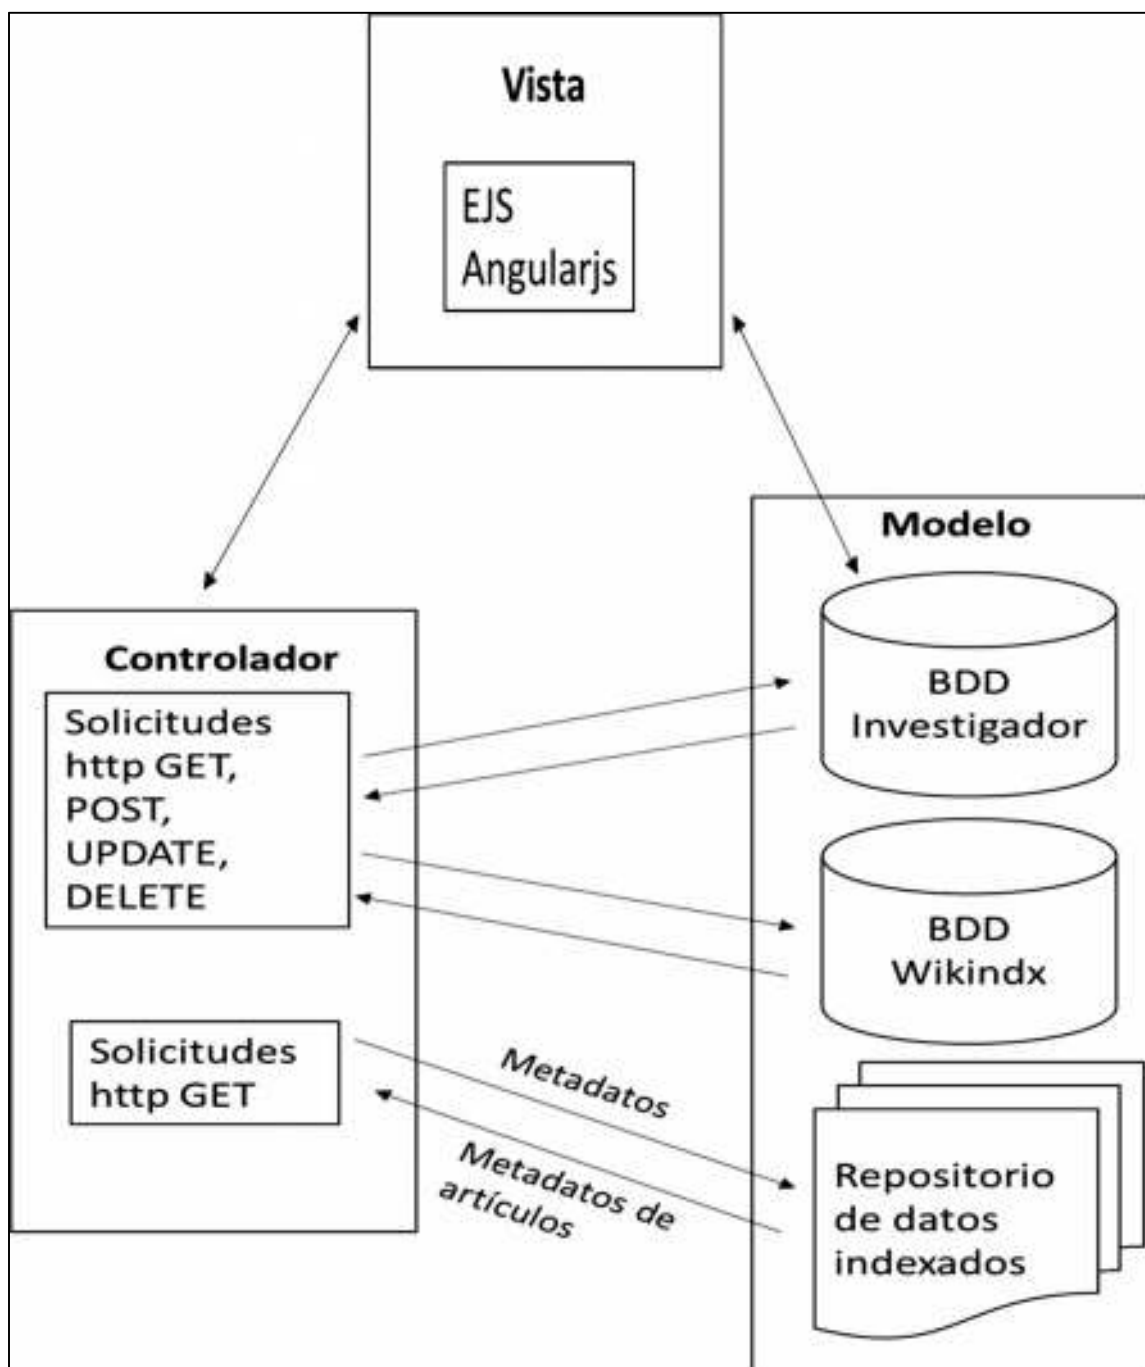 Vista
EJS
Angularjs
Modelo
BDD
Investigador
BDD
Wikindx
Repositorio
de datos
indexados
Controlador
Solicitudes
http GET,
POST,
UPDATE,
DELETE
Solicitudes
http GET
Metadatos
Metadatos de
artículos